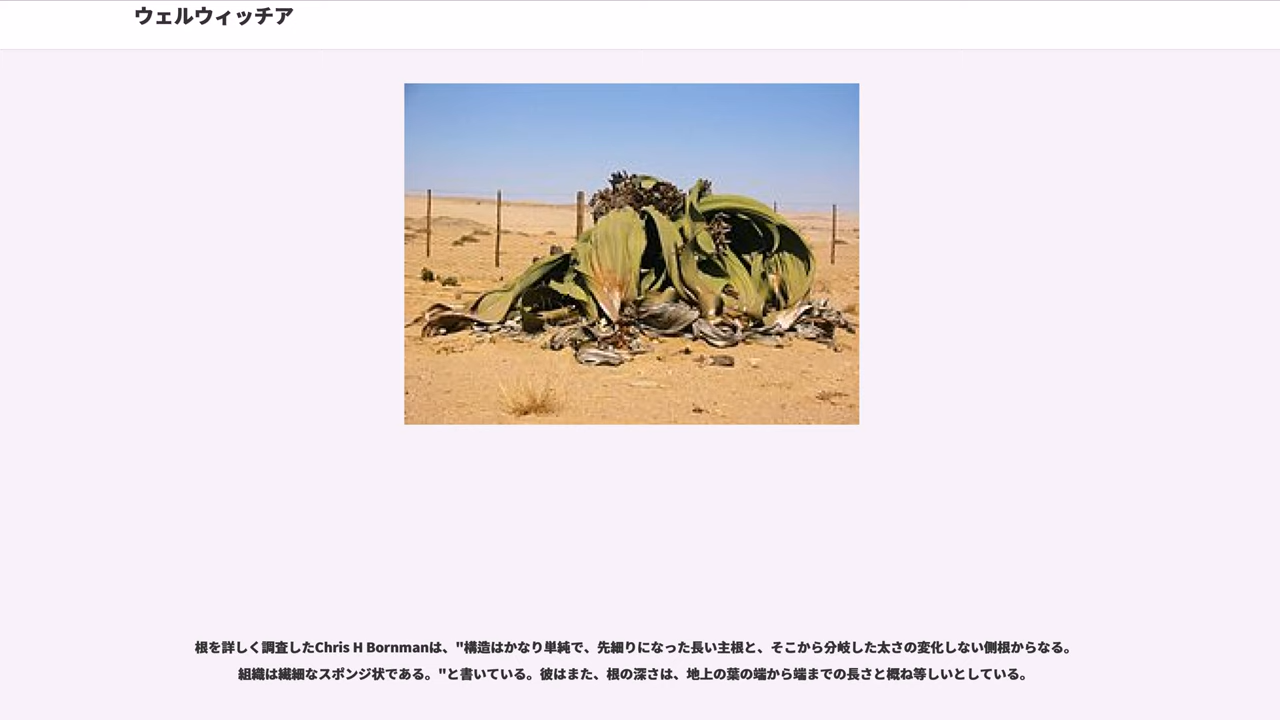 ウェルウィッチア
根を詳しく調査したChris H Bornmanは、"構造はかなり単純で、先細りになった長い主根と、そこから分岐した太さの変化しない側根からなる。
組織は繊細なスポンジ状である。"と書いている。彼はまた、根の深さは、地上の葉の端から端までの長さと概ね等しいとしている。